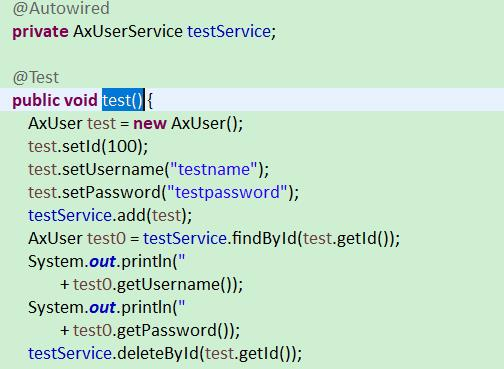 @Autowired
private AxUserService testService;
@Test
public void test() {
AxUser test = new AxUser();
test.setId(100);
test.setUsername("testname");
test.setPassword("testpassword");
testService.add(test);
AxUser test0 = testService.findById(test.getId());
System.out.println("
+ test0.getUsername());
System.out.println("
+ test0.getPassword());
testService.deleteById(test.getId());